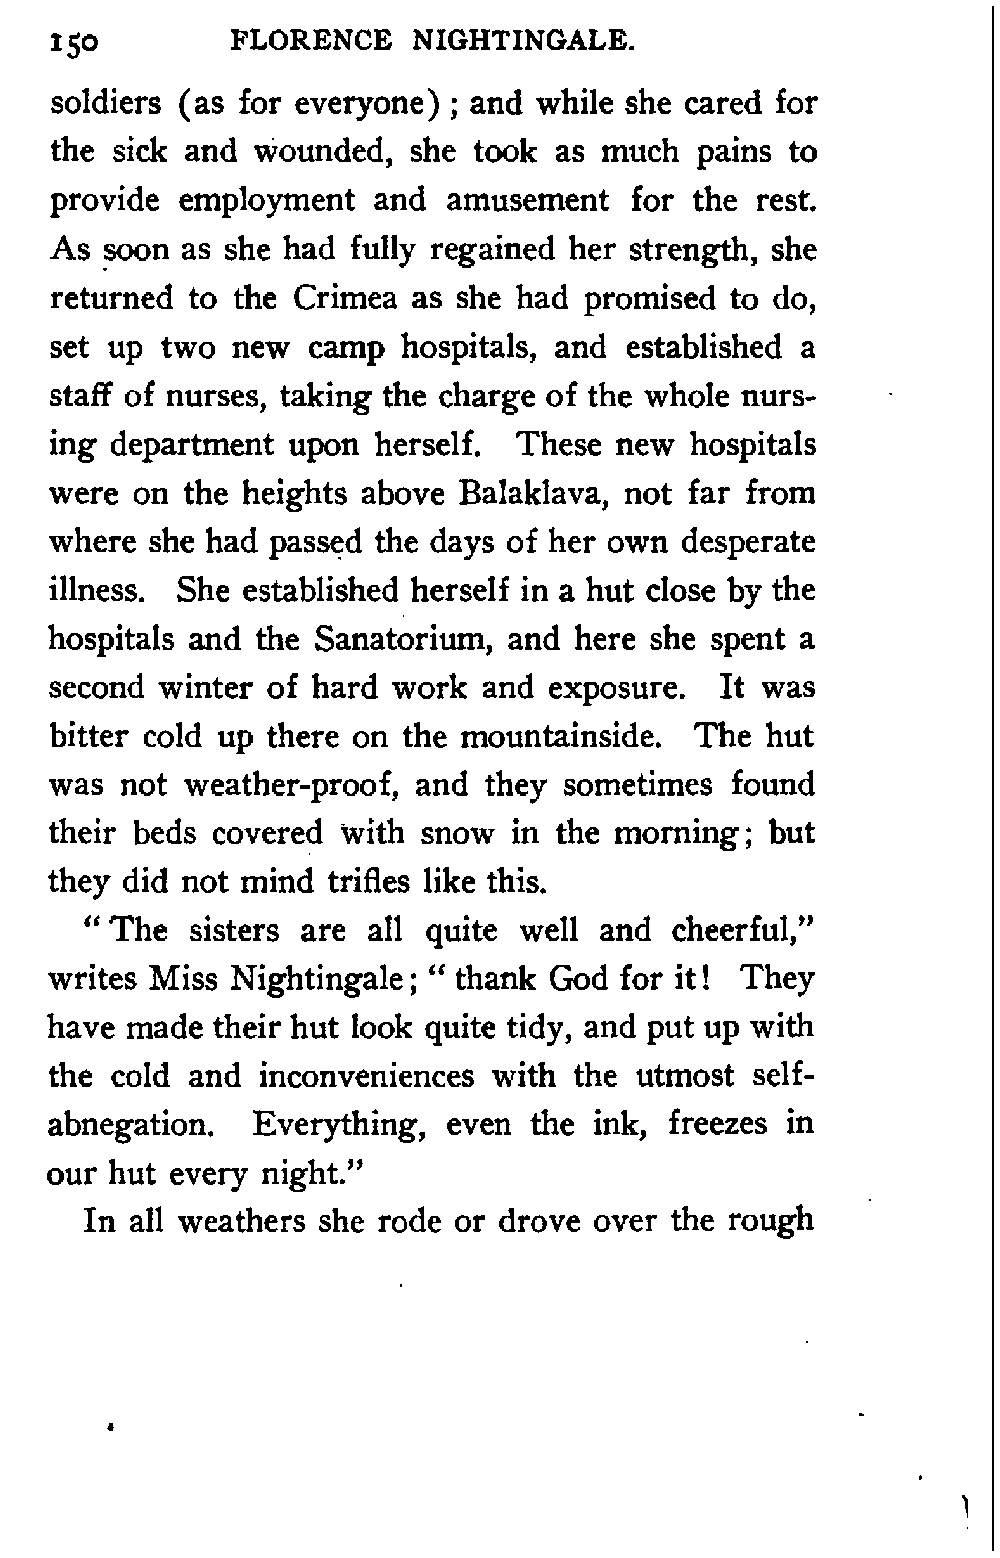 150 FLORENCE NIGHTINGALE.
soldiers (as for everyone) ; and while she cared for
the sick and wounded, she took as much pains to
provide employment and amusement for the rest.
As soon as she had fully regained her strength, she
returned to the Crimea as she had promised to do,
set up two new camp hospitals, and established a
staff of nurses, taking the charge of the whole nurs-
ing department upon herself. These new hospitals
were on the heights above Balaklava, not far from
where she had passed the days of her own desperate
illness. She established herself in a hut close by the
hospitals and the Sanatorium, and here she spent a
second winter of hard work and exposure. It was
bitter cold up there on the mountainside. The hut
was not weather-proof, and they sometimes found
their beds covered with snow in the morning; but
they did not mind trifles like this.
"The sisters are all quite well and cheerful,"
writes Miss Nightingale; "thank God for it! They
have made their hut look quite tidy, and put up with
the cold and inconveniences with the utmost self-
abnegation. Everything, even the ink, freezes in
our hut every night."
In all weathers she rode or drove over the rough